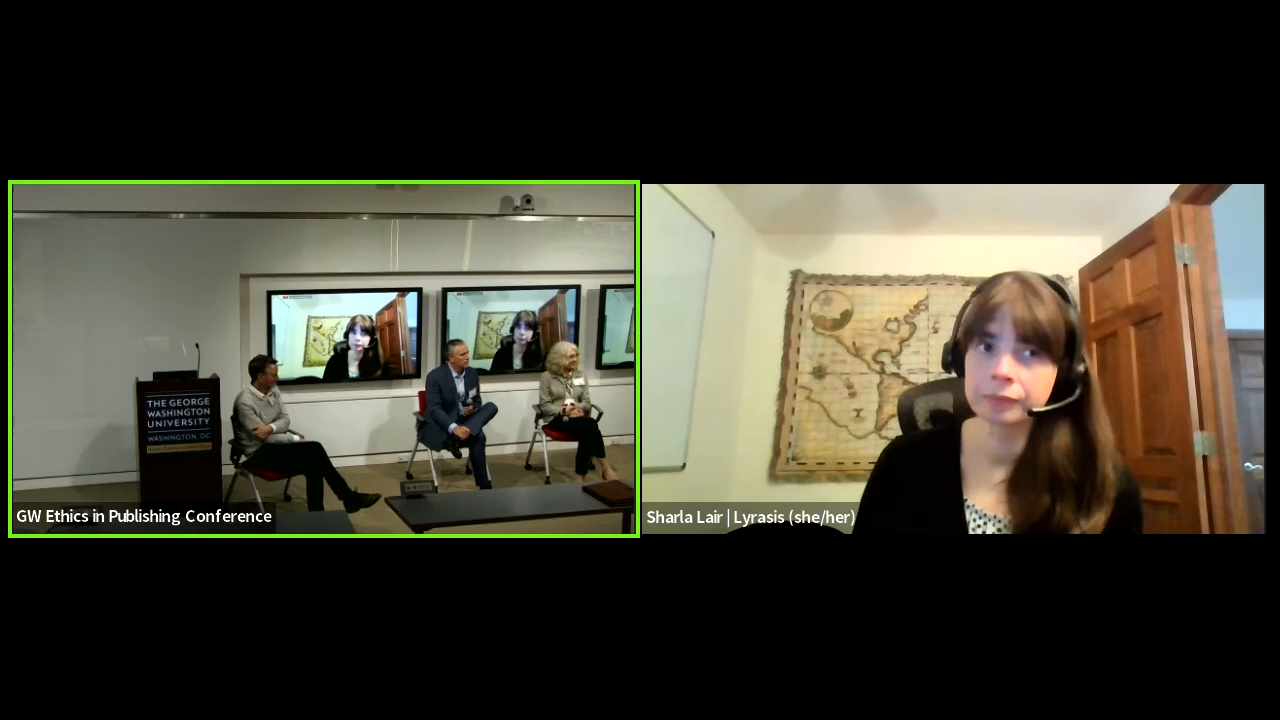 THE GEORGE
WASHINGTON
UNIVERSITY
WASHINGTON, DC
GW Ethics in Publishing Conference
Sharla Lair | Lyrasis (she/her)